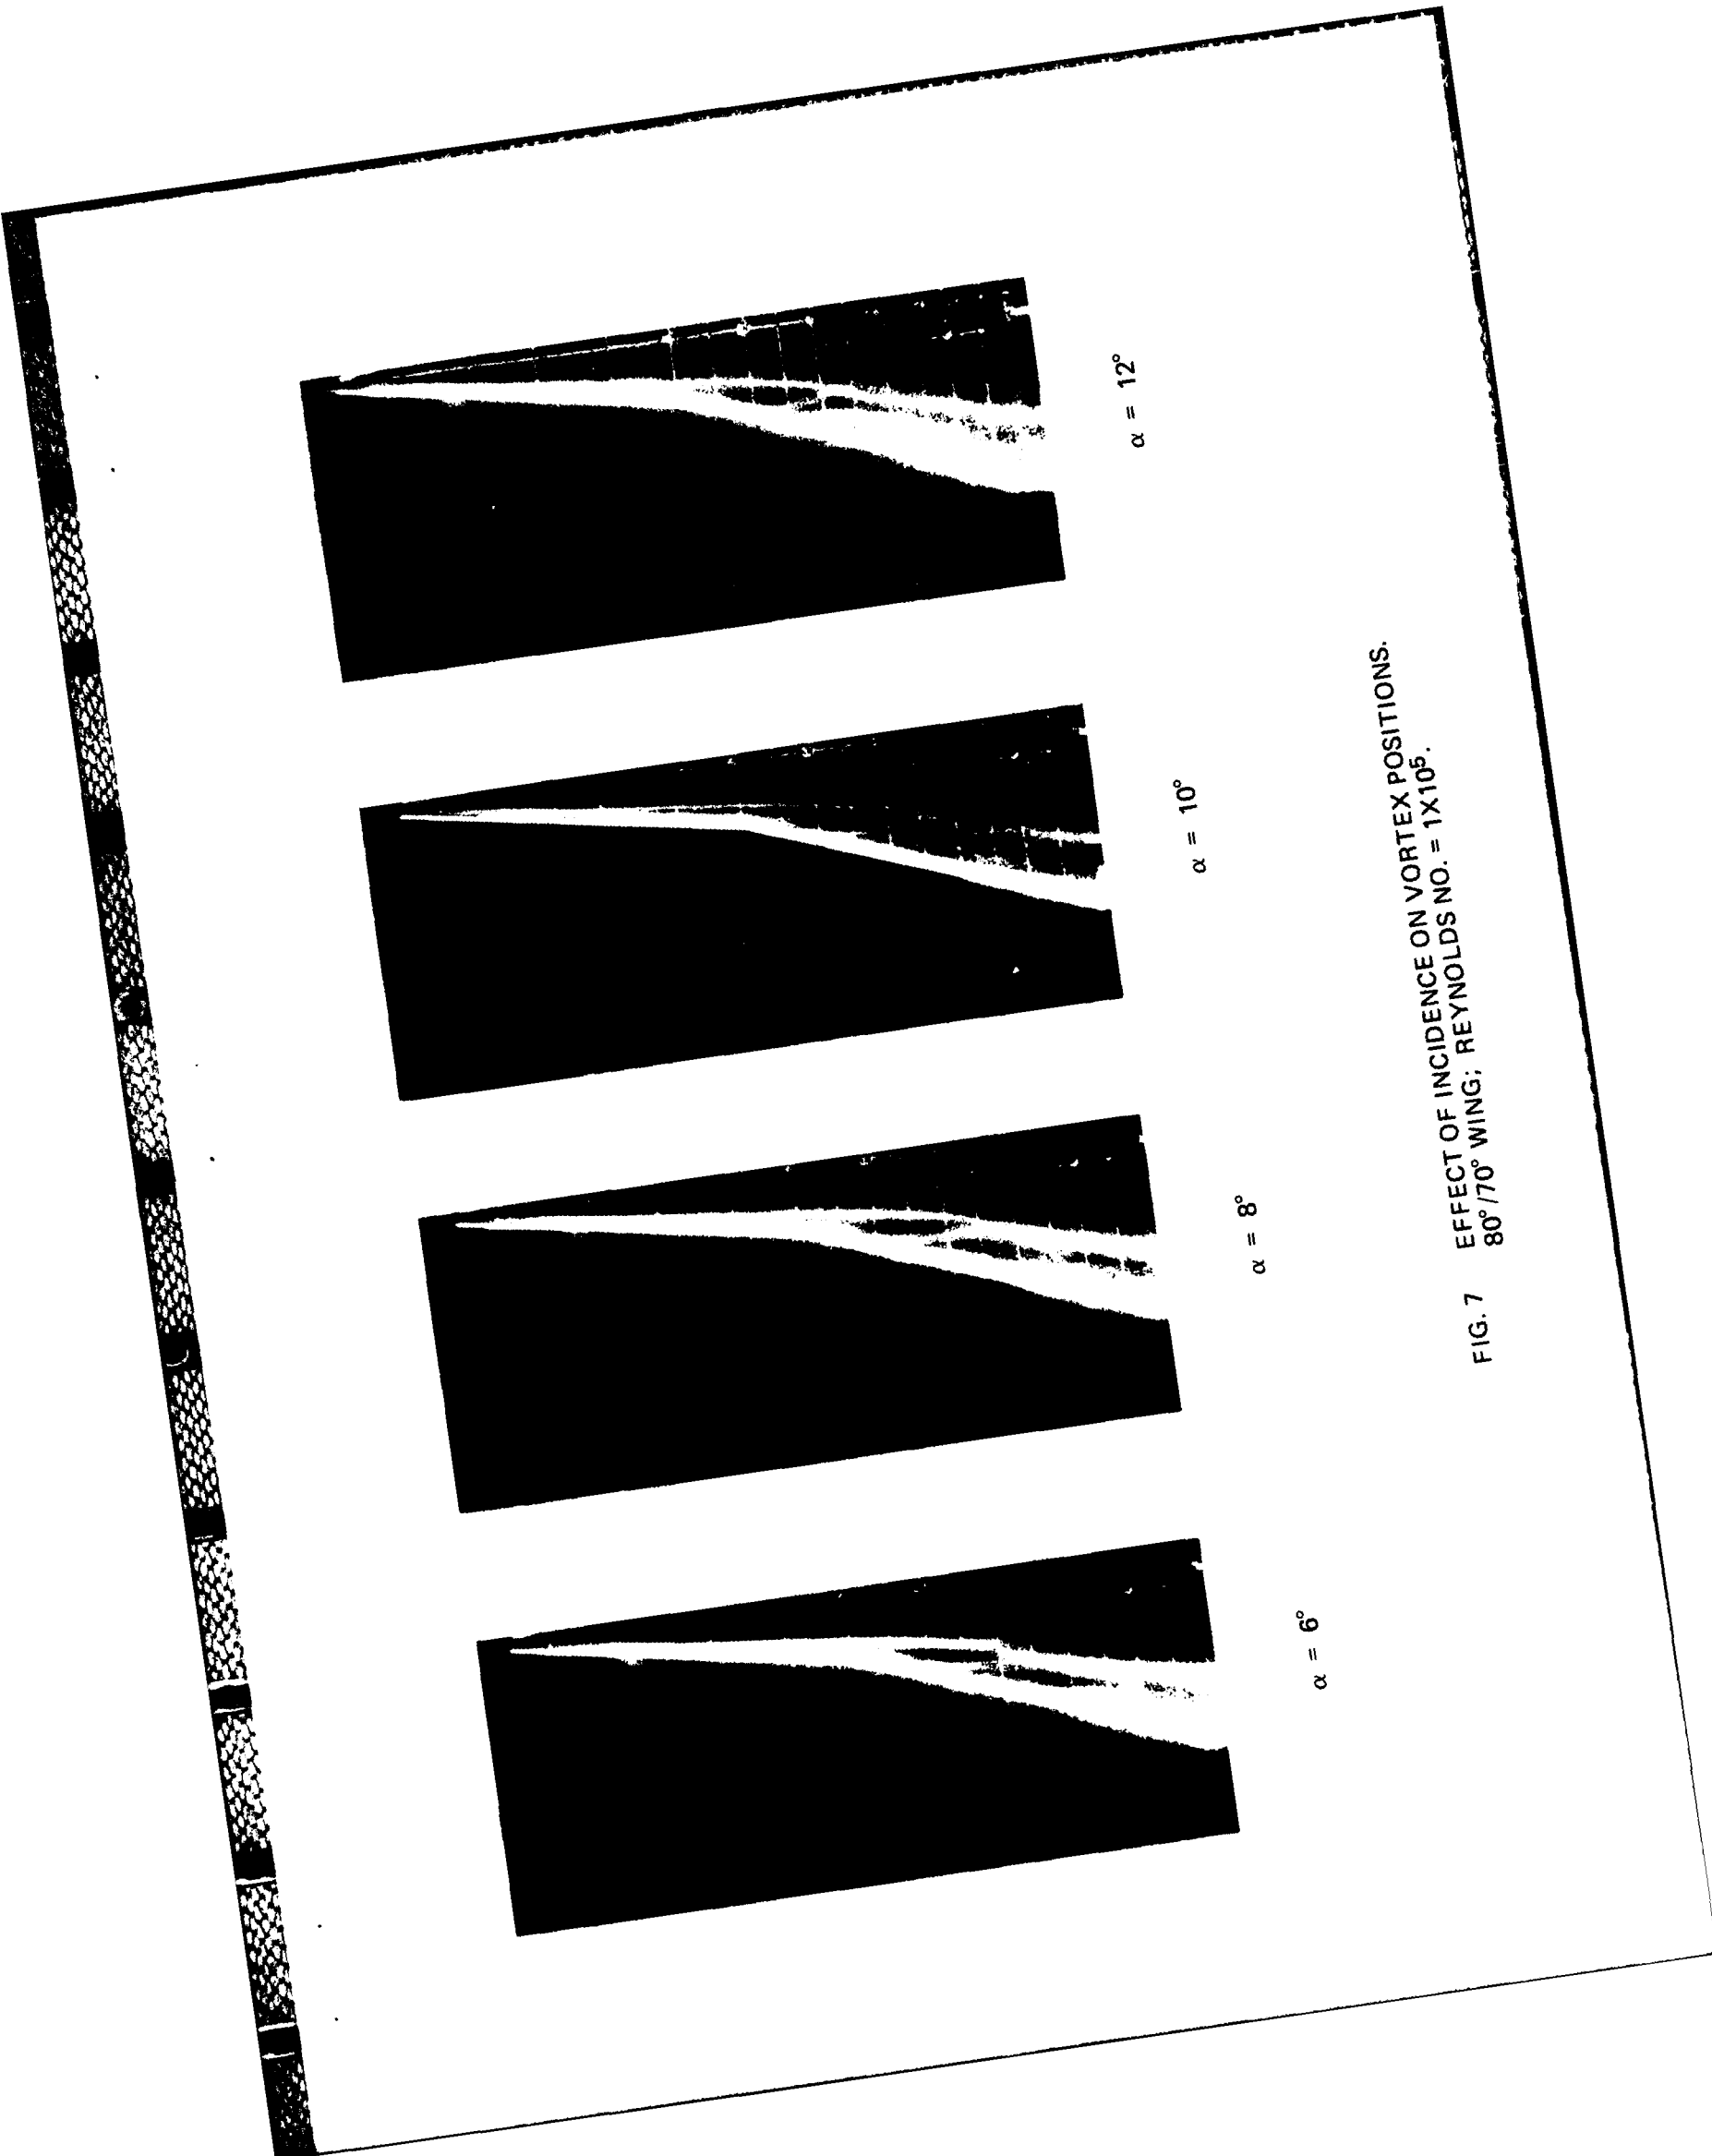 α = 6°
α = 8°
α = 10°
α = 12°
FIG. 7 EFFECT OF INCIDENCE ON VORTEX POSITIONS.
80°/70° WING; REYNOLDS NO. = 1X10⁵.